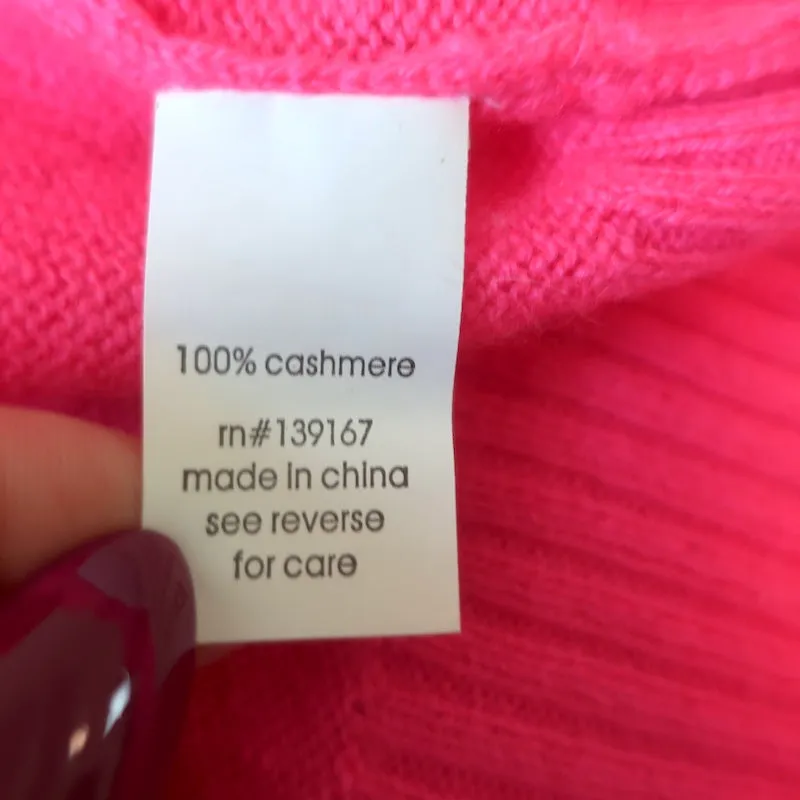 100% cashmere
rn#139167
made in china
see reverse
for care